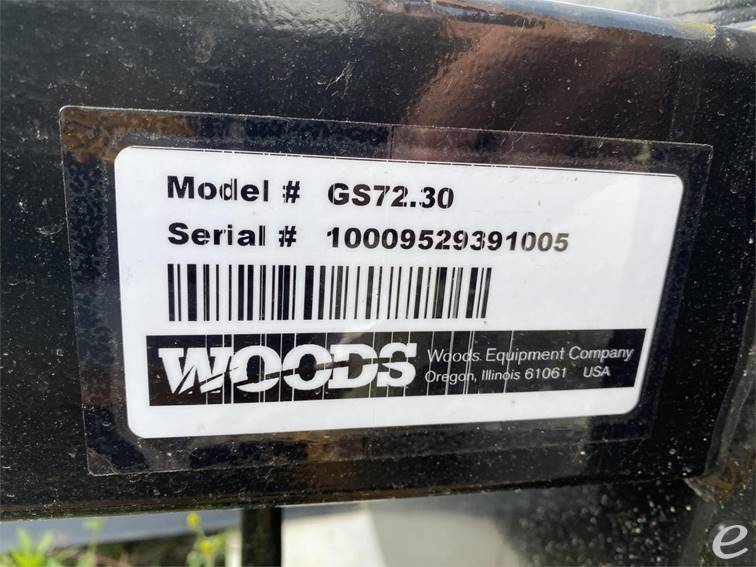 Model # GS72.30
Serial # 10009529391005
WOODS
Woods Equipment Company
Oregon, Illinois 61061 USA
e